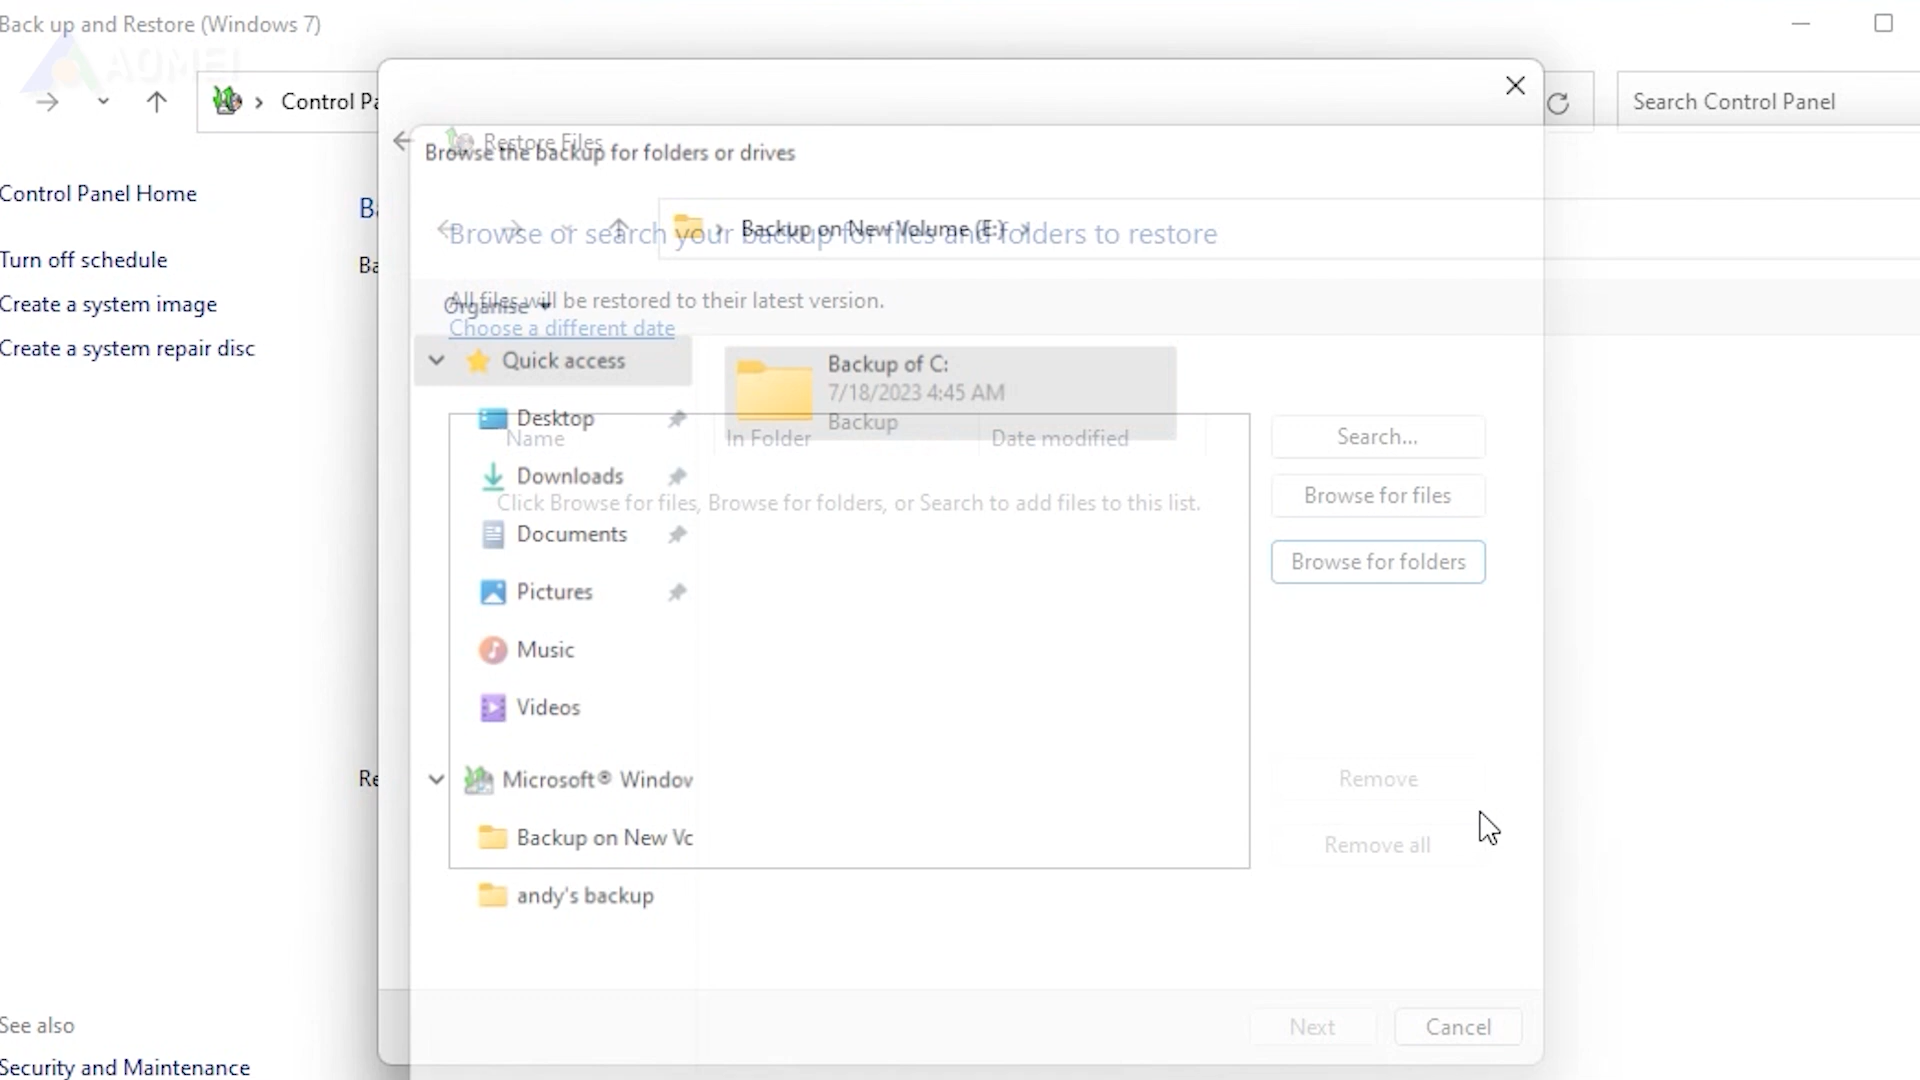 Back up and Restore (Windows 7)
AOMEI
Control Pa
Search Control Panel
Restore Files
Browse the backup for folders or drives
Control Panel Home
Ba
Backup on New Volume (E:)
Browse or search your backup for files and folders to restore
Turn off schedule
Ba
All files will be restored to their latest version.
Organise
Create a system image
Choose a different date
Create a system repair disc
Quick access
Backup of C:
7/18/2023 4:45 AM
Backup
Desktop
Name
In Folder
Date modified
Search...
Downloads
Click Browse for files, Browse for folders, or Search to add files to this list.
Browse for files
Documents
Browse for folders
Pictures
Music
Videos
Re
Microsoft® Window
Remove
Backup on New Vo
Remove all
andy's backup
See also
Next
Cancel
Security and Maintenance